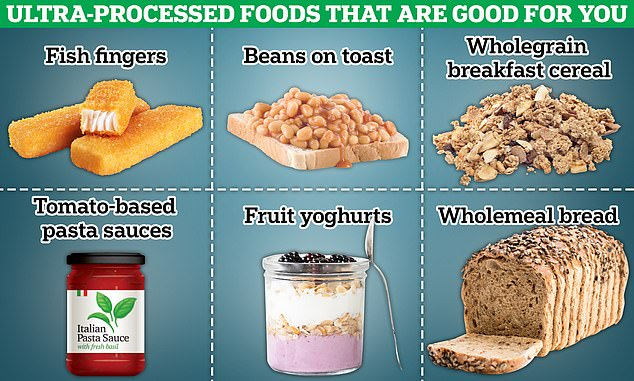 ULTRA-PROCESSED FOODS THAT ARE GOOD FOR YOU
Fish fingers
Beans on toast
Wholegrain
breakfast cereal
Tomato-based
pasta sauces
Italian
Pasta Sauce
with fresh basil
Fruit yoghurts
Wholemeal bread